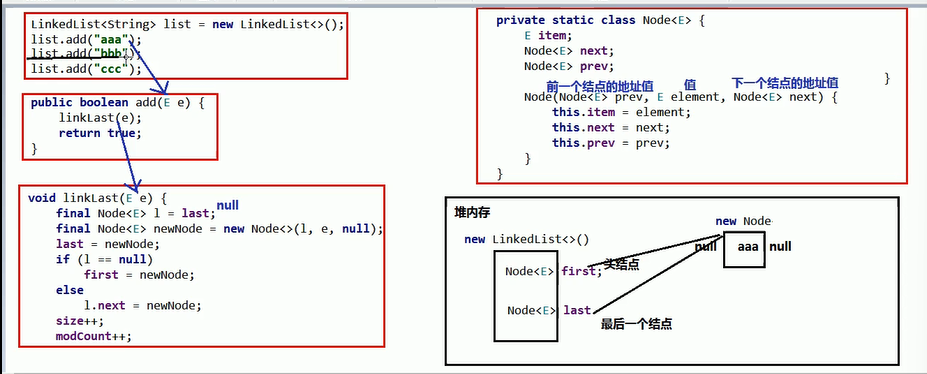 LinkedList<String> list = new LinkedList<>();
list.add("aaa");
list.add("bbb");
list.add("ccc");
public boolean add(E e) {
linkLast(e);
return true;
}
void linkLast(E e) {
final Node<E> l = last;
null
final Node<E> newNode = new Node<>(l, e, null);
last = newNode;
if (l == null)
first = newNode;
else
l.next = newNode;
size++;
modCount++;
private static class Node<E> {
E item;
Node<E> next;
Node<E> prev;
}
前一个结点的地址值 值 下一个结点的地址值
Node(Node<E> prev, E element, Node<E> next) {
this.item = element;
this.next = next;
this.prev = prev;
}
}
堆内存
new LinkedList<>()
new Node
null aaa null
Node<E> first;
头结点
Node<E> last
最后一个结点